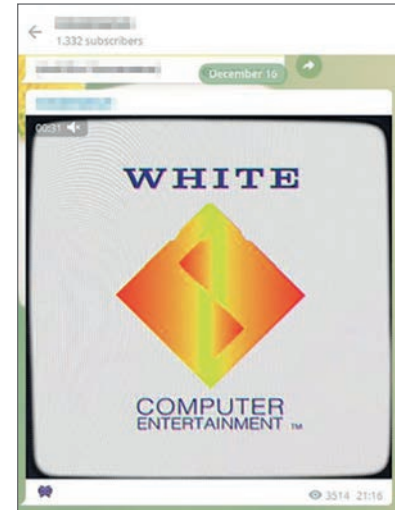 1.332 subscribers
December 16
00:31
WHITE
COMPUTER
ENTERTAINMENT TM
3514 21:16